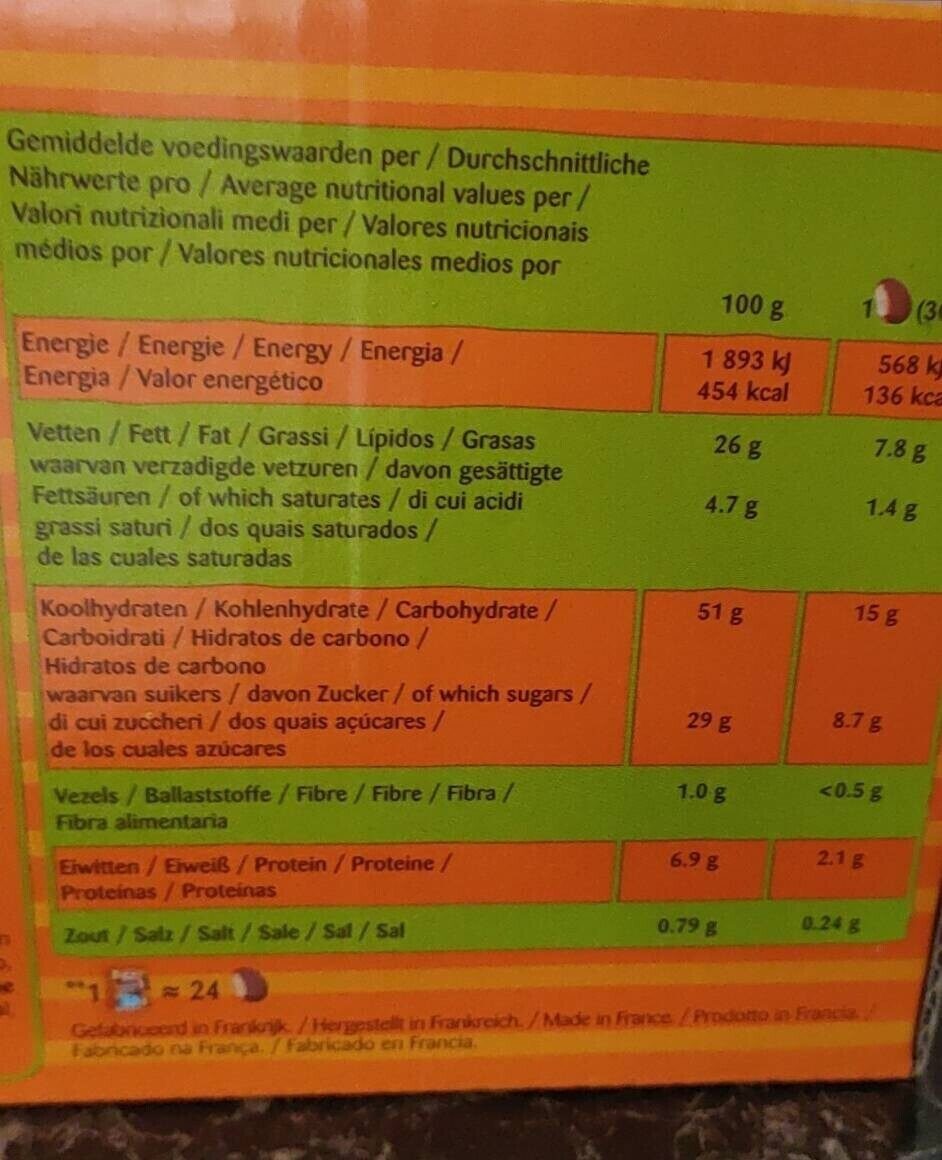 Gemiddelde voedingswaarden per / Durchschnittliche
Nährwerte pro / Average nutritional values per /
Valori nutrizionali medi per / Valores nutricionais
médios por / Valores nutricionales medios por
100 g 1 (30
Energie / Energie / Energy / Energia / 1 893 kJ 568 kJ
Energia / Valor energético 454 kcal 136 kca
Vetten / Fett / Fat / Grassi / Lípidos / Grasas 26 g 7.8 g
waarvan verzadigde vetzuren / davon gesättigte
Fettsäuren / of which saturates / di cui acidi 4.7 g 1.4 g
grassi saturi / dos quais saturados /
de las cuales saturadas
Koolhydraten / Kohlenhydrate / Carbohydrate / 51 g 15 g
Carboidrati / Hidratos de carbono /
Hidratos de carbono
waarvan suikers / davon Zucker / of which sugars /
di cui zuccheri / dos quais açúcares / 29 g 8.7 g
de los cuales azúcares
Vezels / Ballaststoffe / Fibre / Fibre / Fibra / 1.0 g <0.5 g
Fibra alimentaria
Eiwitten / Eiweiß / Protein / Proteine / 6.9 g 2.1 g
Proteínas / Proteínas
Zout / Salz / Salt / Sale / Sal / Sal 0.79 g 0.24 g
**1 ≈ 24
Gefabriceerd in Frankrijk. / Hergestellt in Frankreich. / Made in France. / Prodotto in Francia. /
Fabricado na França. / Fabricado en Francia.